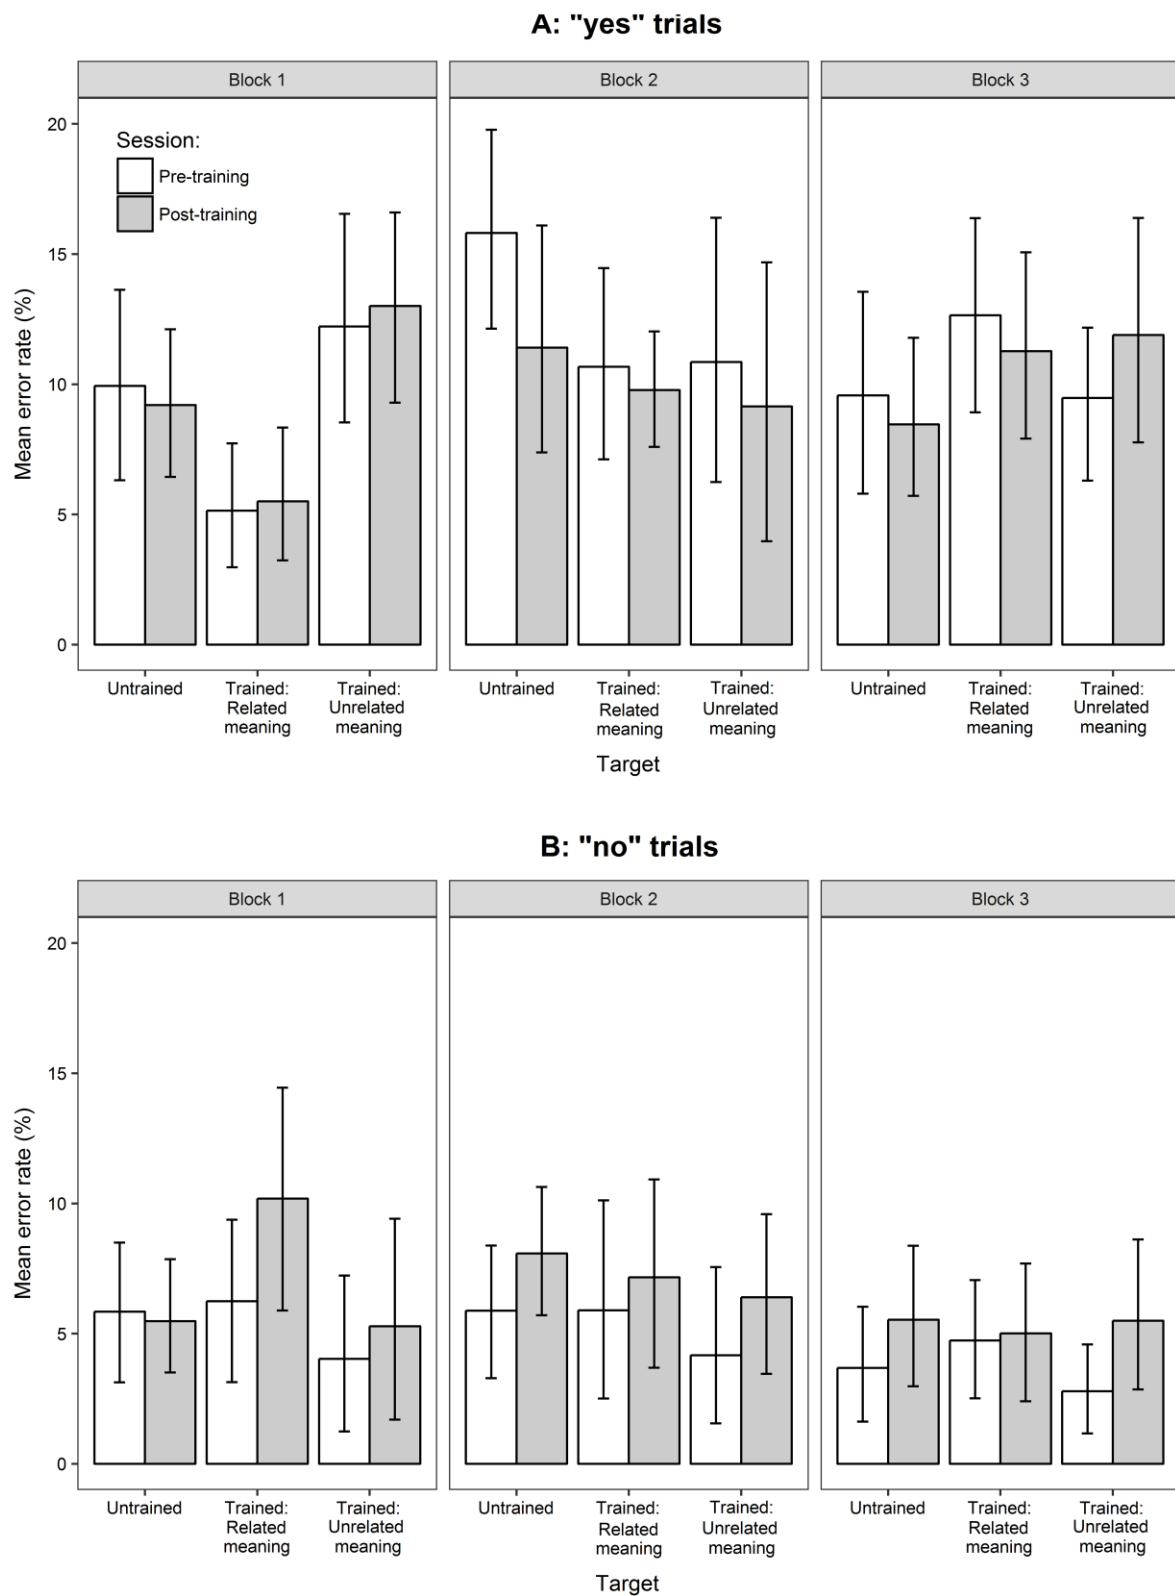 A: "yes" trials
Block 1
Block 2
Block 3
Session:
Pre-training
Post-training
Mean error rate (%)
20
15
10
5
0
Untrained
Trained:
Related
meaning
Trained:
Unrelated
meaning
Untrained
Trained:
Related
meaning
Trained:
Unrelated
meaning
Untrained
Trained:
Related
meaning
Trained:
Unrelated
meaning
Target
B: "no" trials
Block 1
Block 2
Block 3
Mean error rate (%)
20
15
10
5
0
Untrained
Trained:
Related
meaning
Trained:
Unrelated
meaning
Untrained
Trained:
Related
meaning
Trained:
Unrelated
meaning
Untrained
Trained:
Related
meaning
Trained:
Unrelated
meaning
Target